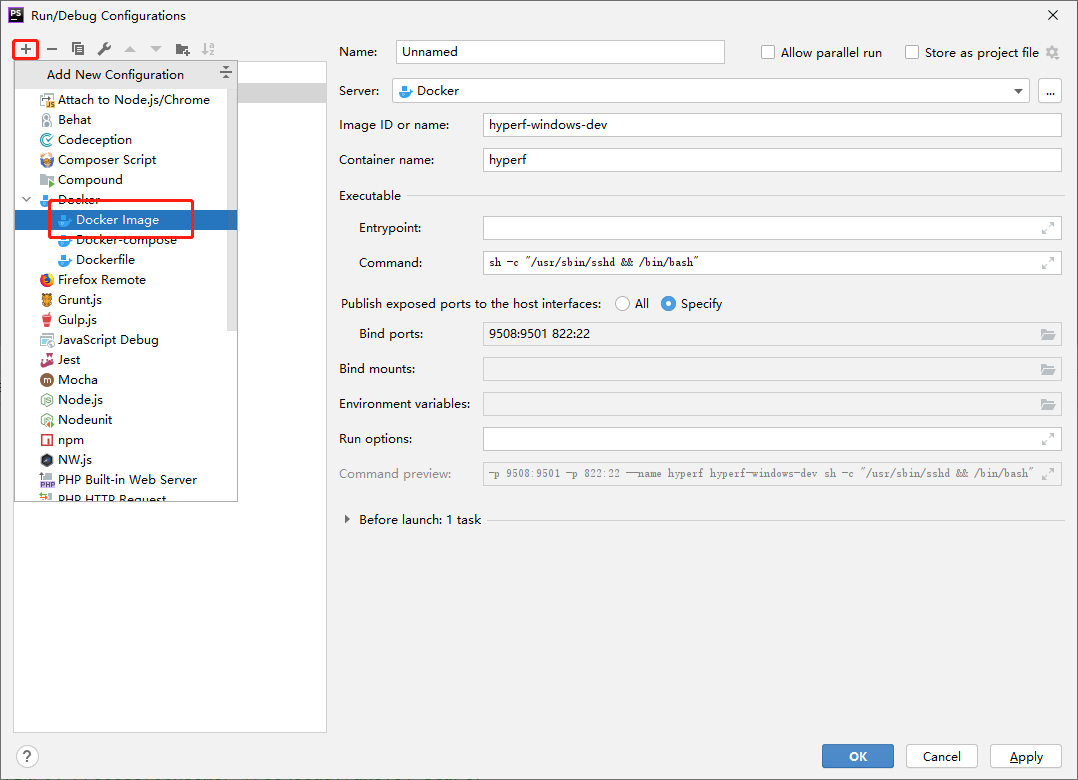 PS Run/Debug Configurations
Add New Configuration
Attach to Node.js/Chrome
Behat
Codeception
Composer Script
Compound
Docker
Docker Image
Docker-compose
Dockerfile
Firefox Remote
Grunt.js
Gulp.js
JavaScript Debug
Jest
Mocha
Node.js
Nodeunit
npm
NW.js
PHP Built-in Web Server
PHP HTTP Request
Name: Unnamed Allow parallel run Store as project file
Server: Docker ...
Image ID or name: hyperf-windows-dev
Container name: hyperf
Executable
Entrypoint:
Command: sh -c "/usr/sbin/sshd && /bin/bash"
Publish exposed ports to the host interfaces: All Specify
Bind ports: 9508:9501 822:22
Bind mounts:
Environment variables:
Run options:
Command preview: -p 9508:9501 -p 822:22 --name hyperf hyperf-windows-dev sh -c "/usr/sbin/sshd && /bin/bash"
Before launch: 1 task
? OK Cancel Apply